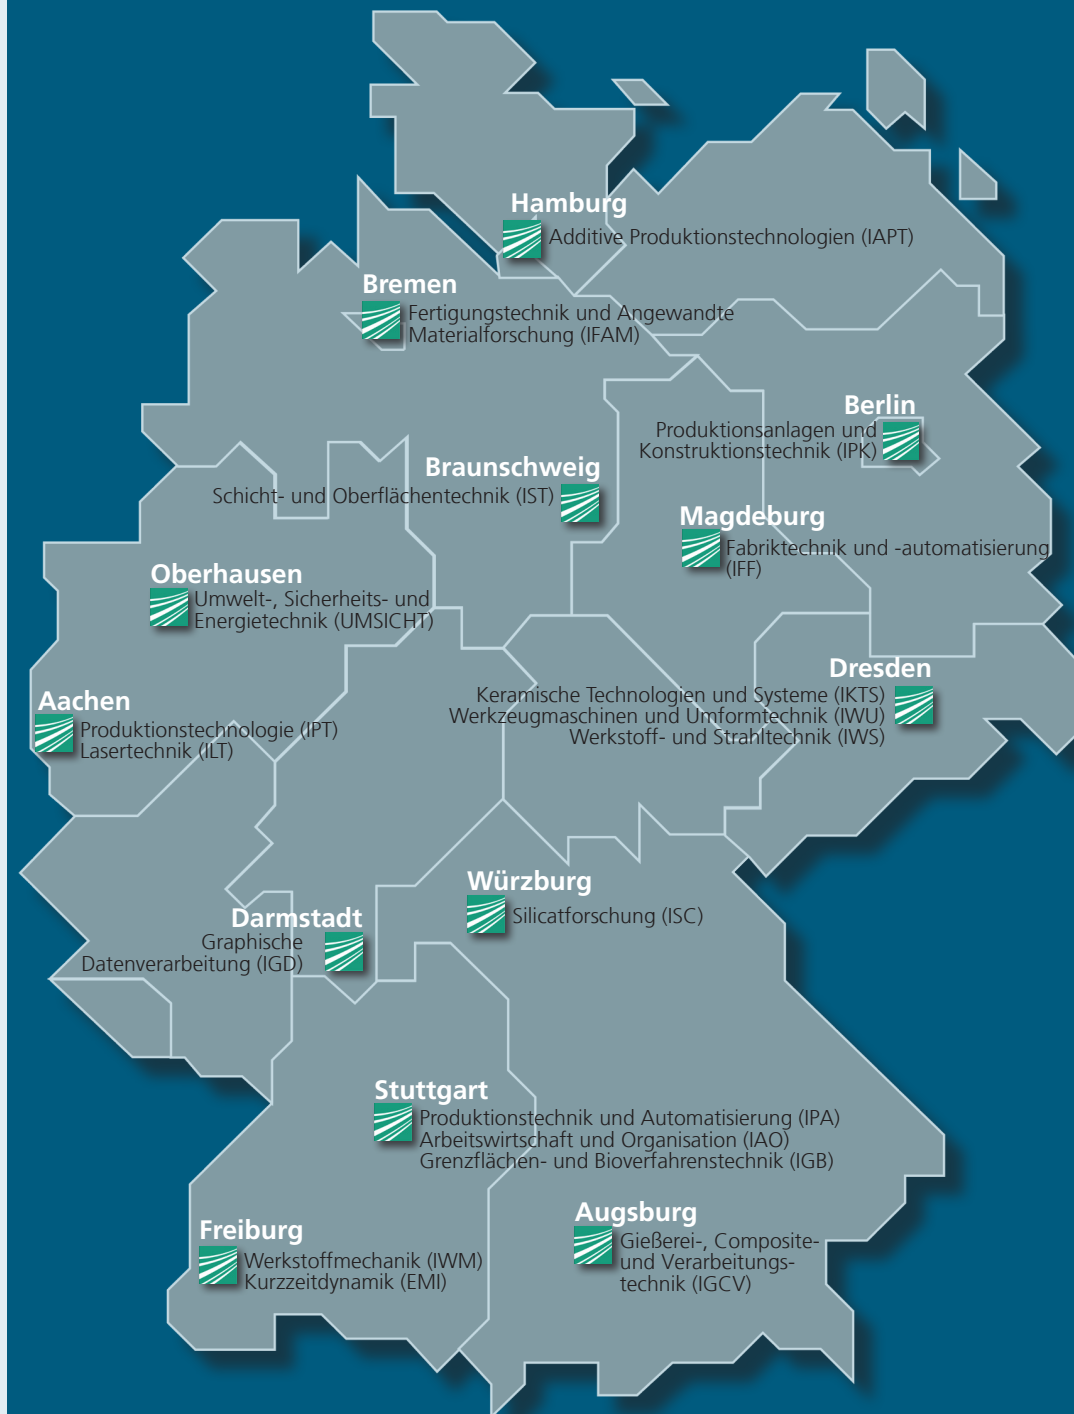 Hamburg
Additive Produktionstechnologien (IAPT)
Bremen
Fertigungstechnik und Angewandte
Materialforschung (IFAM)
Berlin
Produktionsanlagen und
Konstruktionstechnik (IPK)
Braunschweig
Schicht- und Oberflächentechnik (IST)
Magdeburg
Fabriktechnik und -automatisierung
(IFF)
Oberhausen
Umwelt-, Sicherheits- und
Energietechnik (UMSICHT)
Dresden
Keramische Technologien und Systeme (IKTS)
Werkzeugmaschinen und Umformtechnik (IWU)
Werkstoff- und Strahltechnik (IWS)
Aachen
Produktionstechnologie (IPT)
Lasertechnik (ILT)
Würzburg
Silicatforschung (ISC)
Darmstadt
Graphische
Datenverarbeitung (IGD)
Stuttgart
Produktionstechnik und Automatisierung (IPA)
Arbeitswirtschaft und Organisation (IAO)
Grenzflächen- und Bioverfahrenstechnik (IGB)
Augsburg
Gießerei-, Composite-
und Verarbeitungs-
technik (IGCV)
Freiburg
Werkstoffmechanik (IWM)
Kurzzeitdynamik (EMI)